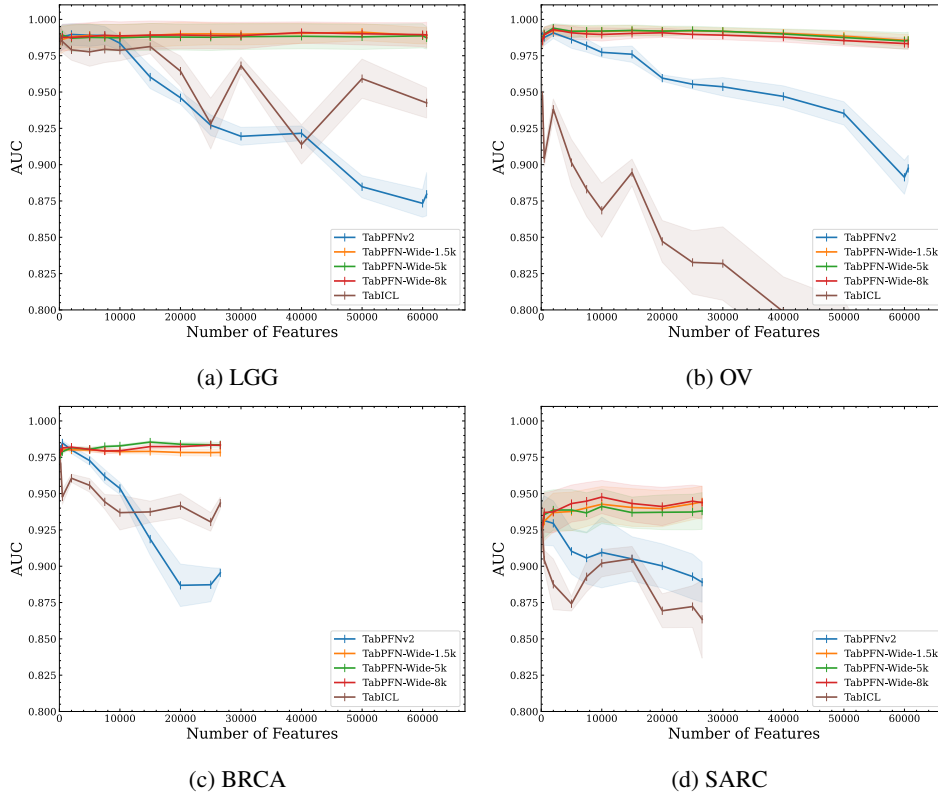 1.000
0.975
0.950
0.925
0.900
0.875
0.850
0.825
0.800
AUC
0 10000 20000 30000 40000 50000 60000
Number of Features
TabPFNv2
TabPFN-Wide-1.5k
TabPFN-Wide-5k
TabPFN-Wide-8k
TabICL
(a) LGG
1.000
0.975
0.950
0.925
0.900
0.875
0.850
0.825
0.800
AUC
0 10000 20000 30000 40000 50000 60000
Number of Features
TabPFNv2
TabPFN-Wide-1.5k
TabPFN-Wide-5k
TabPFN-Wide-8k
TabICL
(b) OV
1.000
0.975
0.950
0.925
0.900
0.875
0.850
0.825
0.800
AUC
0 10000 20000 30000 40000 50000 60000
Number of Features
TabPFNv2
TabPFN-Wide-1.5k
TabPFN-Wide-5k
TabPFN-Wide-8k
TabICL
(c) BRCA
1.000
0.975
0.950
0.925
0.900
0.875
0.850
0.825
0.800
AUC
0 10000 20000 30000 40000 50000 60000
Number of Features
TabPFNv2
TabPFN-Wide-1.5k
TabPFN-Wide-5k
TabPFN-Wide-8k
TabICL
(d) SARC